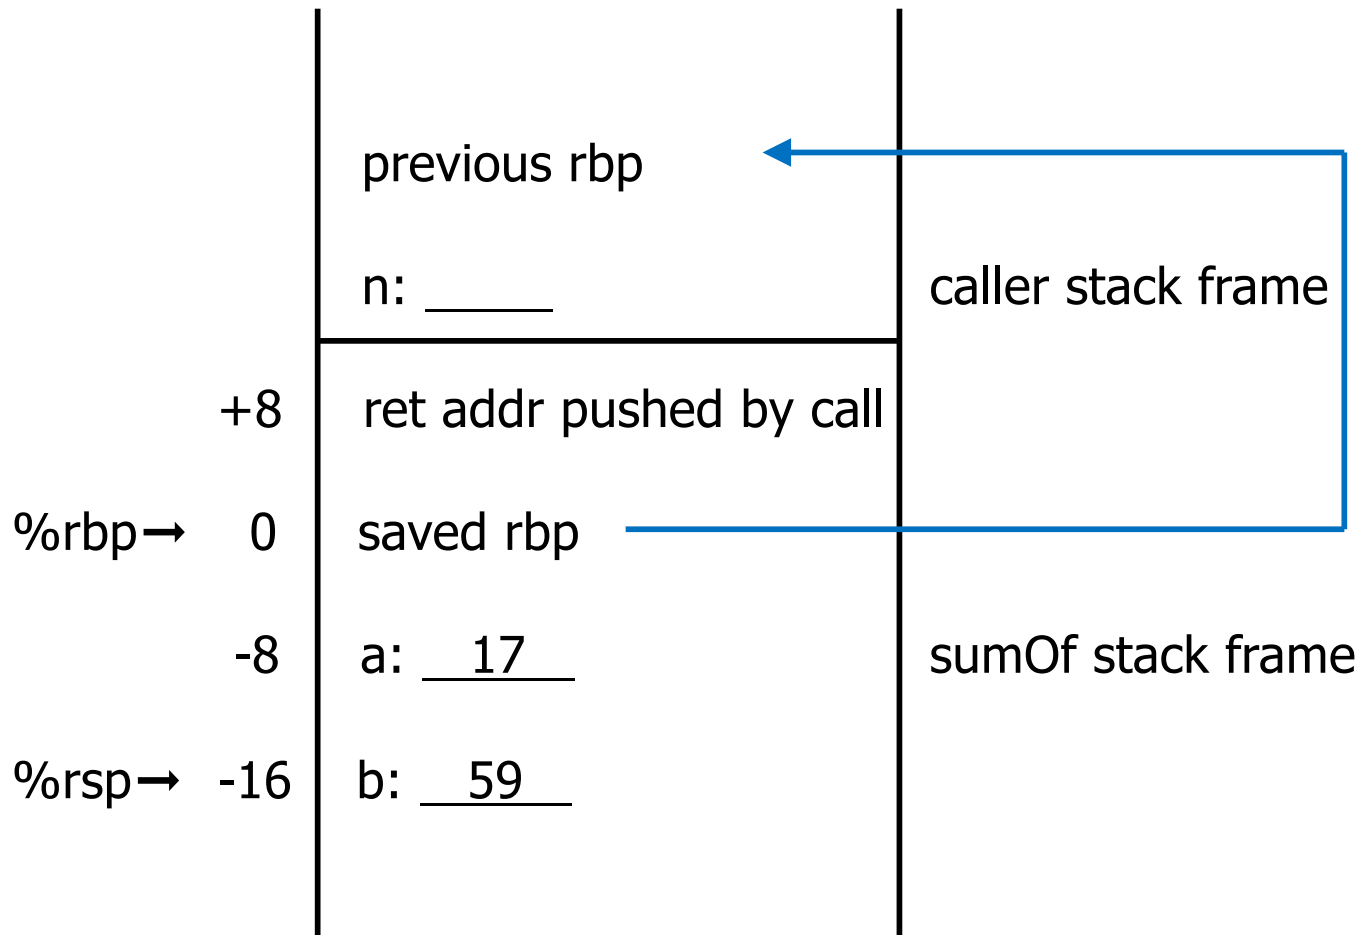 previous rbp
n: ____ caller stack frame
+8 ret addr pushed by call
%rbp→ 0 saved rbp
-8 a: 17 sumOf stack frame
%rsp→ -16 b: 59